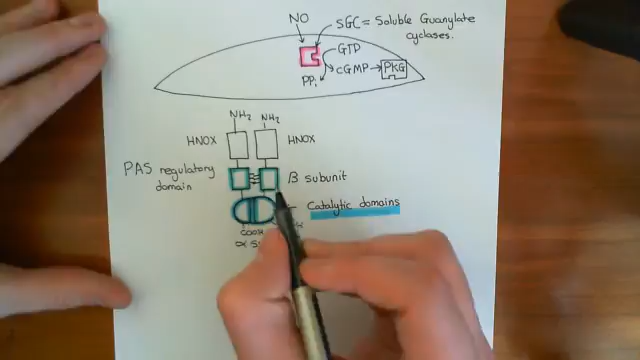 NO
sGC = Soluble Guanylate
cyclases.
GTP
cGMP
PKG
PPi
NH2 NH2
HNOX HNOX
PAS regulatory
domain
β subunit
Catalytic domains
COOH
α S